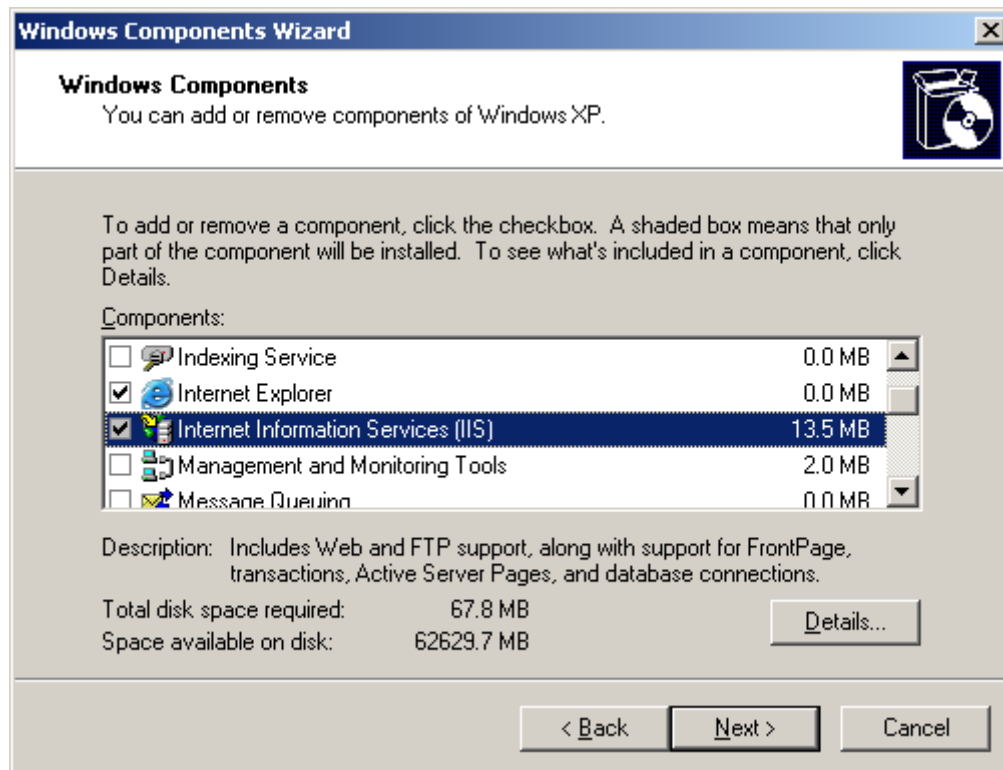 Windows Components Wizard
Windows Components
You can add or remove components of Windows XP.
To add or remove a component, click the checkbox. A shaded box means that only
part of the component will be installed. To see what's included in a component, click
Details.
Components:
Indexing Service 0.0 MB
Internet Explorer 0.0 MB
Internet Information Services (IIS) 13.5 MB
Management and Monitoring Tools 2.0 MB
Message Queuing 0.0 MB
Description: Includes Web and FTP support, along with support for FrontPage,
transactions, Active Server Pages, and database connections.
Total disk space required: 67.8 MB
Space available on disk: 62629.7 MB
Details...
< Back Next > Cancel